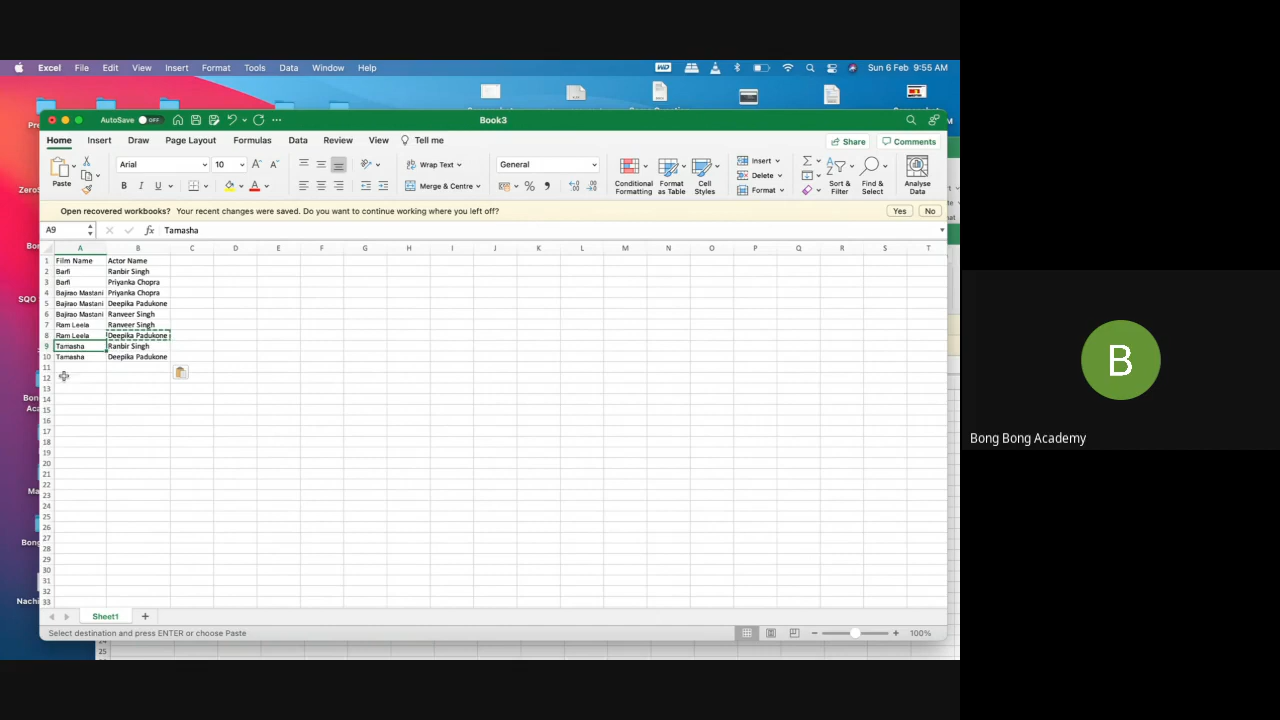 Excel File Edit View Insert Format Tools Data Window Help
WD Sun 6 Feb 9:55 AM
AutoSave OFF Book3
Home Insert Draw Page Layout Formulas Data Review View Tell me Share Comments
Paste Arial 10 Wrap Text General Insert
B I U Merge & Centre Conditional Formatting Format as Table Cell Styles Delete Format Sort & Filter Find & Select Analyse Data
Open recovered workbooks? Your recent changes were saved. Do you want to continue working where you left off? Yes No
A9 fx Tamasha
A B C D E F G H I J K L M N O P Q R S T
1 Film Name Actor Name
2 Barfi Ranbir Singh
3 Barfi Priyanka Chopra
4 Bajirao Mastani Priyanka Chopra
5 Bajirao Mastani Deepika Padukone
6 Bajirao Mastani Ranveer Singh
7 Ram Leela Ranveer Singh
8 Ram Leela Deepika Padukone
9 Tamasha Ranbir Singh
10 Tamasha Deepika Padukone
11
12
13
14
15
16
17
18
19
20
21
22
23
24
25
26
27
28
29
30
31
32
33
Sheet1
Select destination and press ENTER or choose Paste 100%
B
Bong Bong Academy